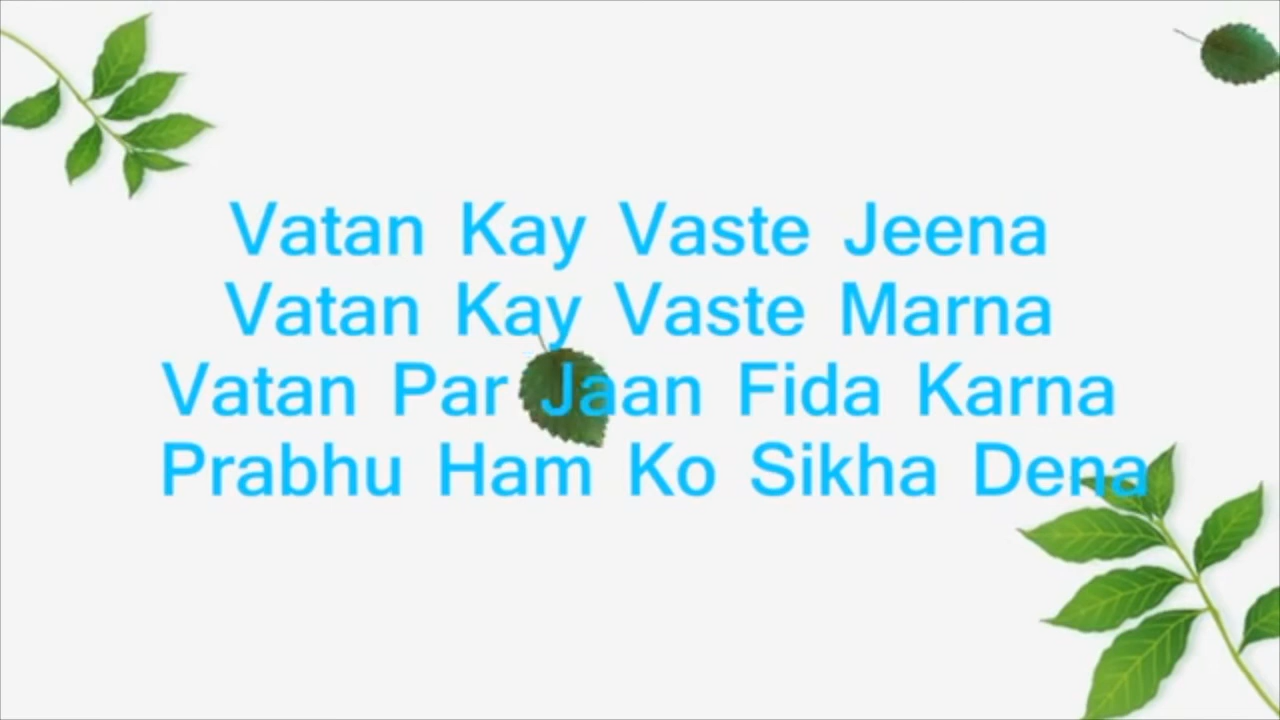 Vatan Kay Vaste Jeena
Vatan Kay Vaste Marna
Vatan Par Jaan Fida Karna
Prabhu Ham Ko Sikha Dena